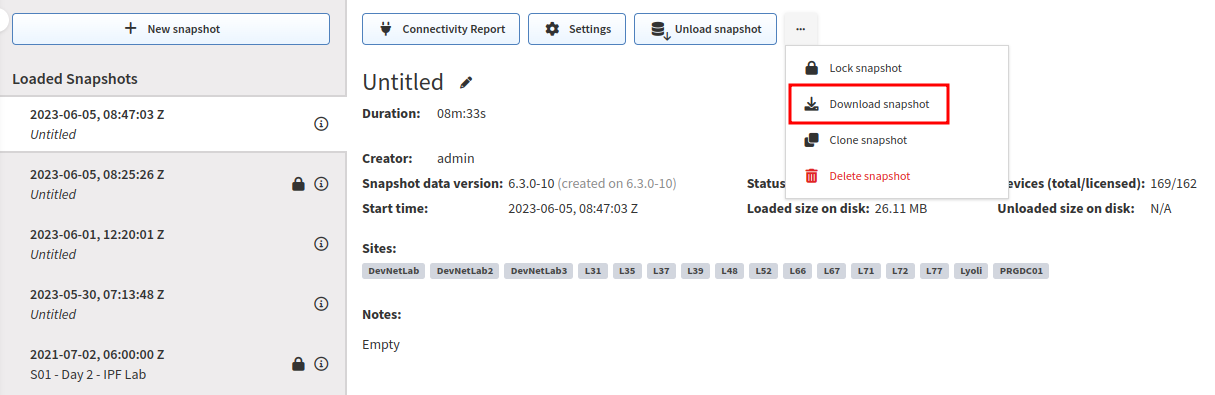 New snapshot
Loaded Snapshots
2023-06-05, 08:47:03 Z
Untitled
2023-06-05, 08:25:26 Z
Untitled
2023-06-01, 12:20:01 Z
Untitled
2023-05-30, 07:13:48 Z
Untitled
2021-07-02, 06:00:00 Z
S01 - Day 2 - IPF Lab
Connectivity Report Settings Unload snapshot ...
Lock snapshot
Download snapshot
Clone snapshot
Delete snapshot
Untitled
Duration: 08m:33s
Creator: admin
Snapshot data version: 6.3.0-10 (created on 6.3.0-10) Status evices (total/licensed): 169/162
Start time: 2023-06-05, 08:47:03 Z Loaded size on disk: 26.11 MB Unloaded size on disk: N/A
Sites:
DevNetLab DevNetLab2 DevNetLab3 L31 L35 L37 L39 L48 L52 L66 L67 L71 L72 L77 Lyoli PRGDC01
Notes:
Empty